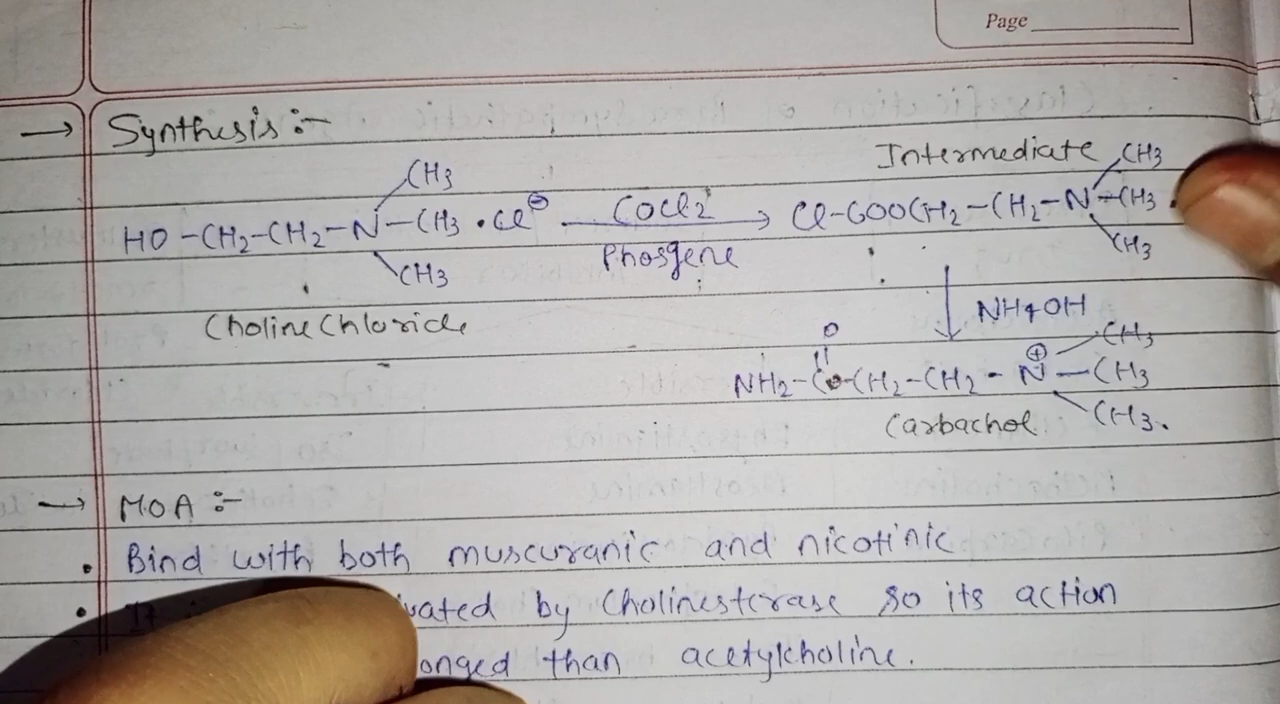 Page
→ Synthesis :-
Intermediate
CH3 CH3
HO-CH2-CH2-N-CH3 · Cl⊖ COCl2 → Cl-COOCH2-CH2-N-CH3
CH3 Phosgene CH3
Choline Chloride NH4OH
O ⊕ CH3
NH2-CO-CH2-CH2-N-CH3
Carbachol CH3.
→ MOA :-
• Bind with both muscuranic and nicotinic
• It by Cholinesterase so its action
than acetylcholine.